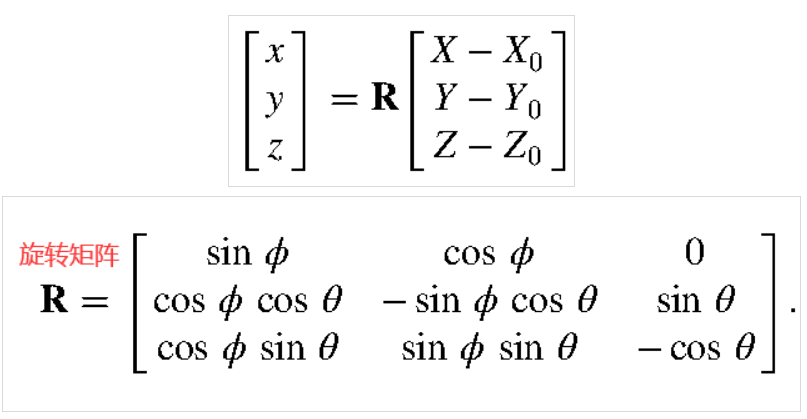 [x y z] = R [X − X₀ Y − Y₀ Z − Z₀]
旋转矩阵
R = [
sin ϕ cos ϕ 0
cos ϕ cos θ − sin ϕ cos θ sin θ
cos ϕ sin θ sin ϕ sin θ − cos θ
].